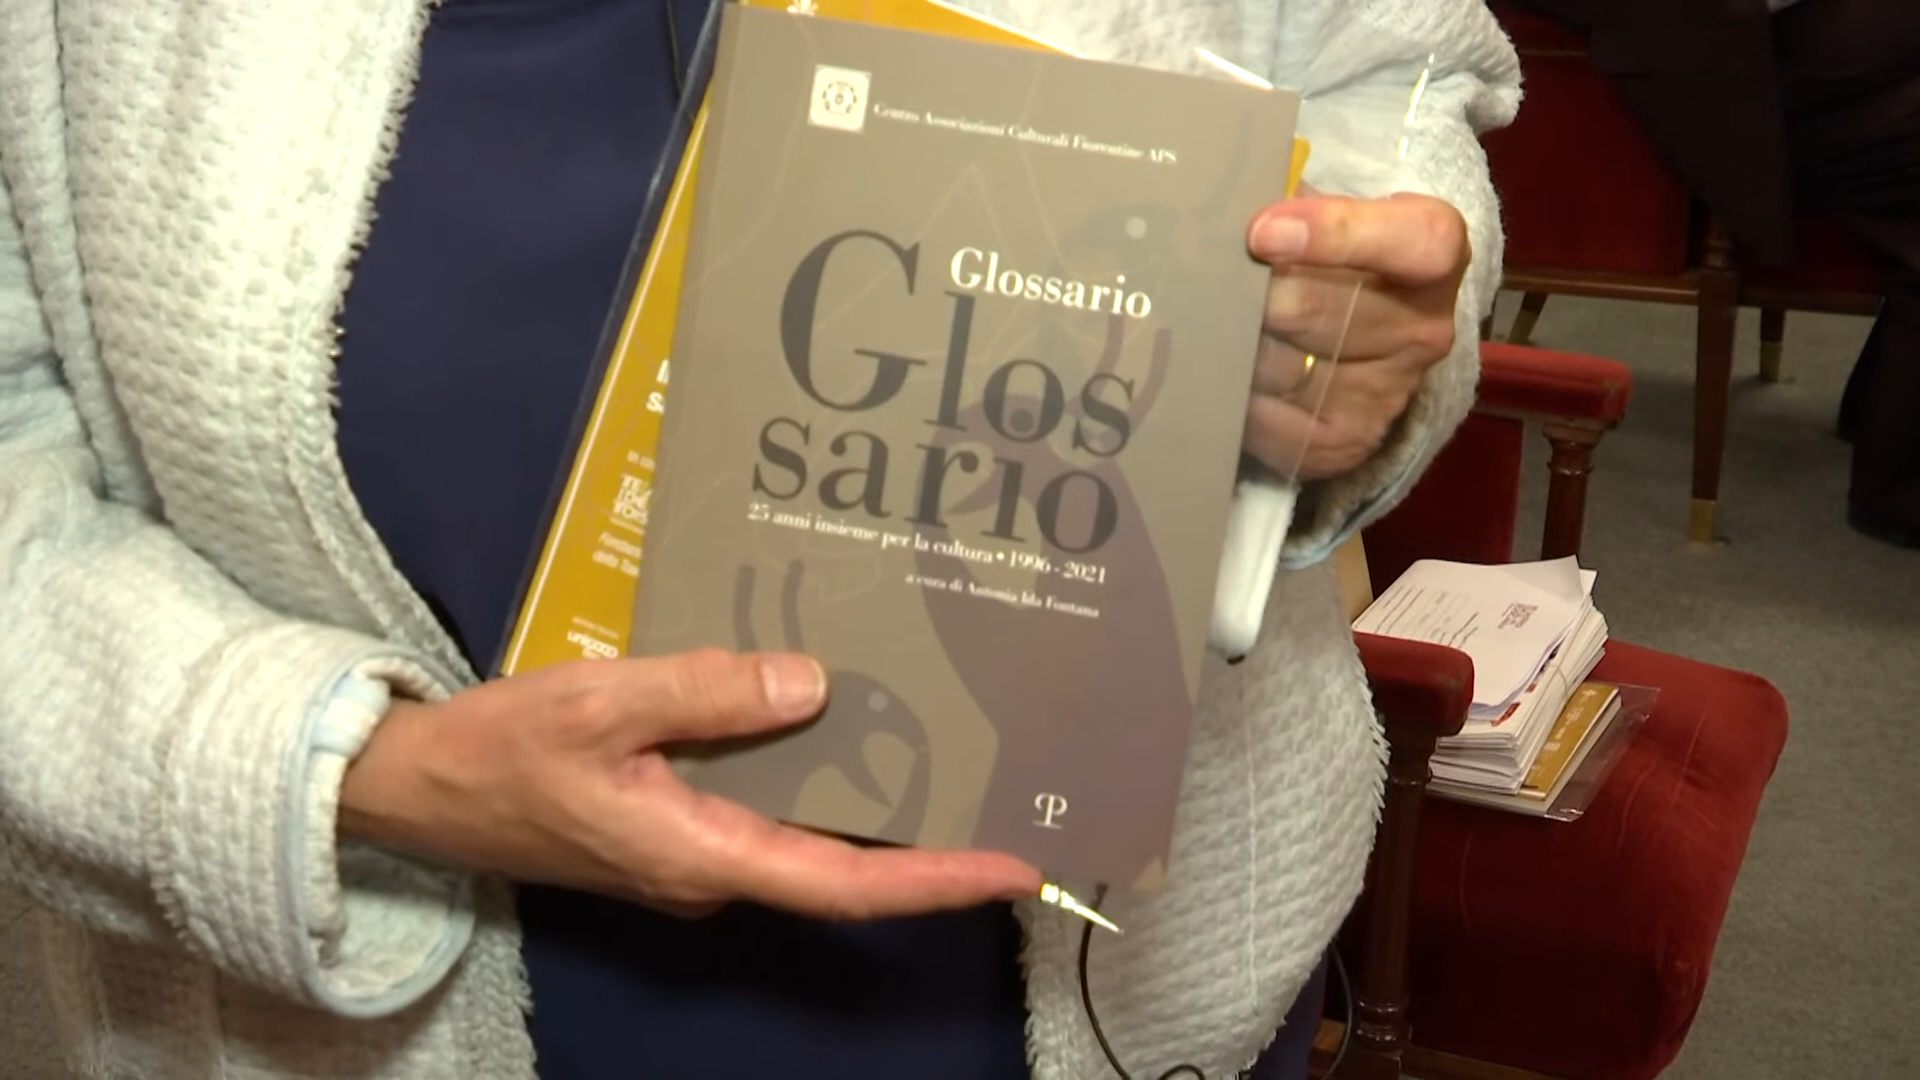 Centro Associazioni Culturali Fiorentine APS
Glossario
Glos
sario
25 anni insieme per la cultura • 1996 - 2021
a cura di Antonia Ida Fontana
unicoop